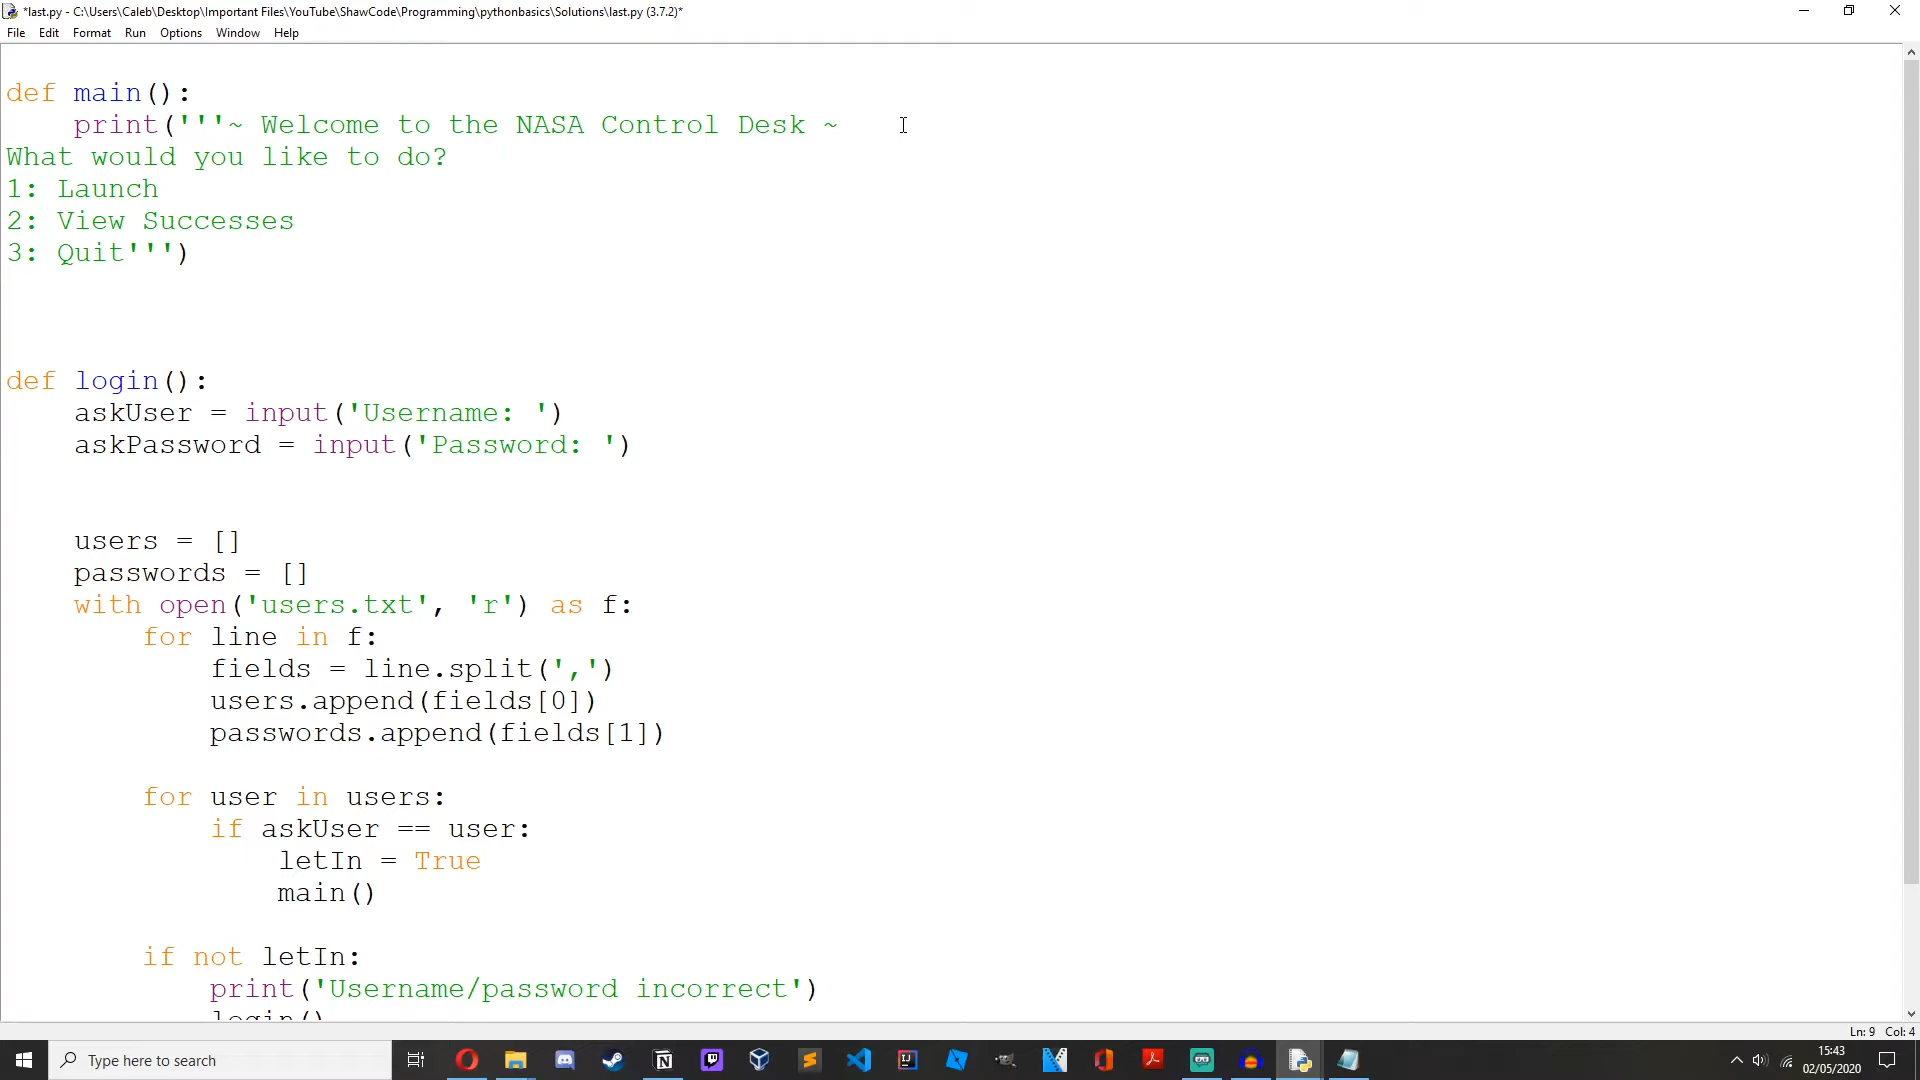 *last.py - C:\Users\Caleb\Desktop\Important Files\YouTube\ShawCode\Programming\pythonbasics\Solutions\last.py (3.7.2)*
File Edit Format Run Options Window Help
def main():
    print('''~ Welcome to the NASA Control Desk ~
What would you like to do?
1: Launch
2: View Successes
3: Quit''')
def login():
    askUser = input('Username: ')
    askPassword = input('Password: ')
    users = []
    passwords = []
    with open('users.txt', 'r') as f:
        for line in f:
            fields = line.split(',')
            users.append(fields[0])
            passwords.append(fields[1])
        for user in users:
            if askUser == user:
                letIn = True
                main()
        if not letIn:
            print('Username/password incorrect')
            login()
Ln: 9 Col: 4
Type here to search
15:43
02/05/2020